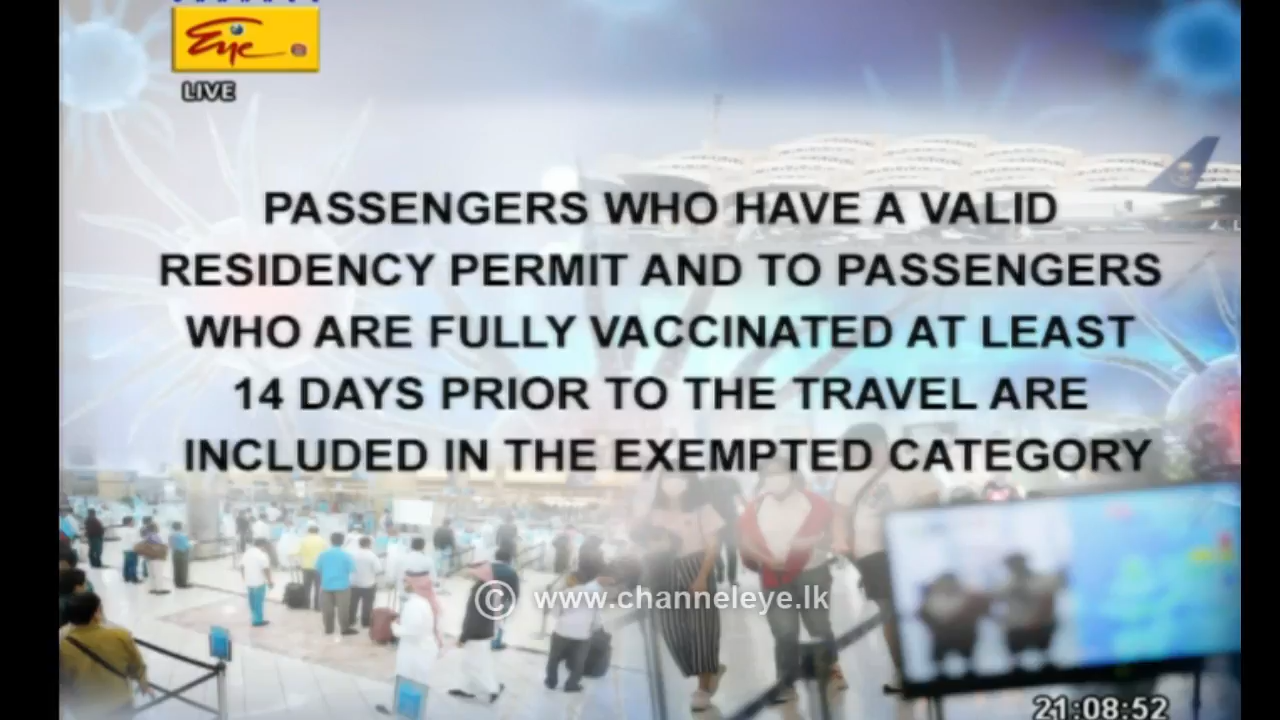 Eye
LIVE
PASSENGERS WHO HAVE A VALID
RESIDENCY PERMIT AND TO PASSENGERS
WHO ARE FULLY VACCINATED AT LEAST
14 DAYS PRIOR TO THE TRAVEL ARE
INCLUDED IN THE EXEMPTED CATEGORY
© www.channeleye.lk
21:08:52